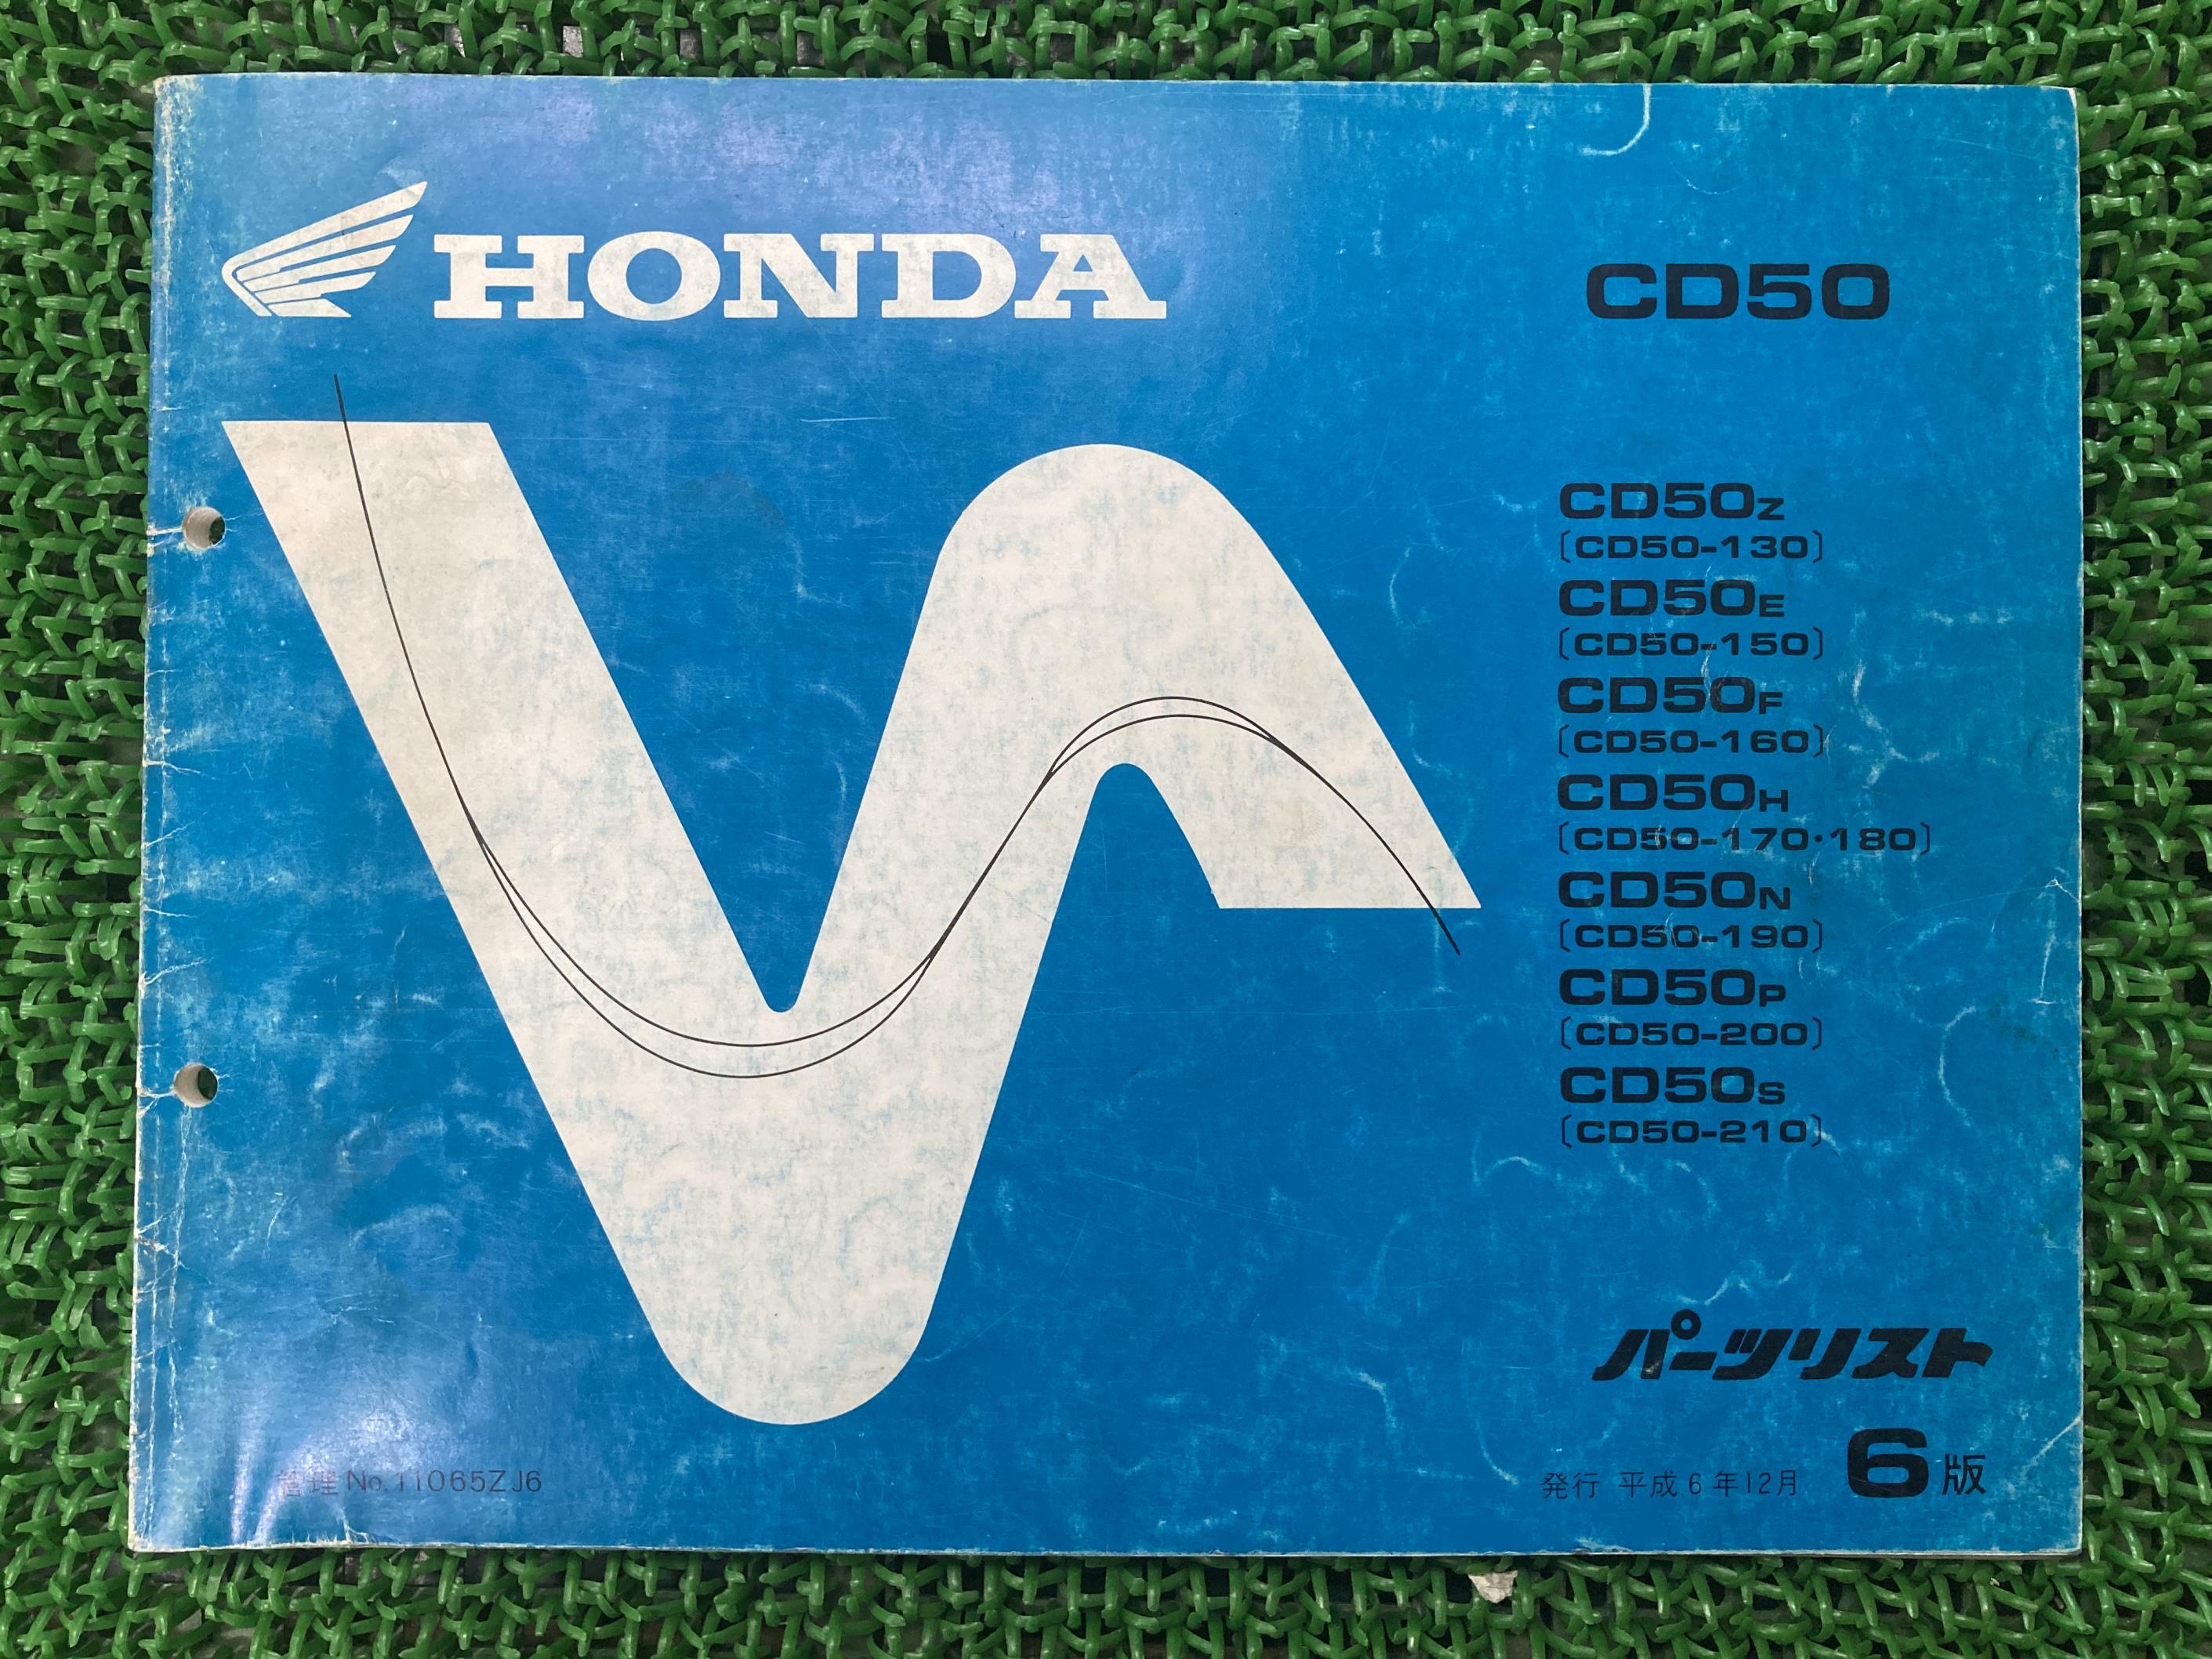 HONDA
CD50
CD50Z
〔CD50-130〕
CD50E
〔CD50-150〕
CD50F
〔CD50-160〕
CD50H
〔CD50-170・180〕
CD50N
〔CD50-190〕
CD50P
〔CD50-200〕
CD50S
〔CD50-210〕
パーツリスト
6版
発行 平成6年12月
管理 No.11065ZJ6